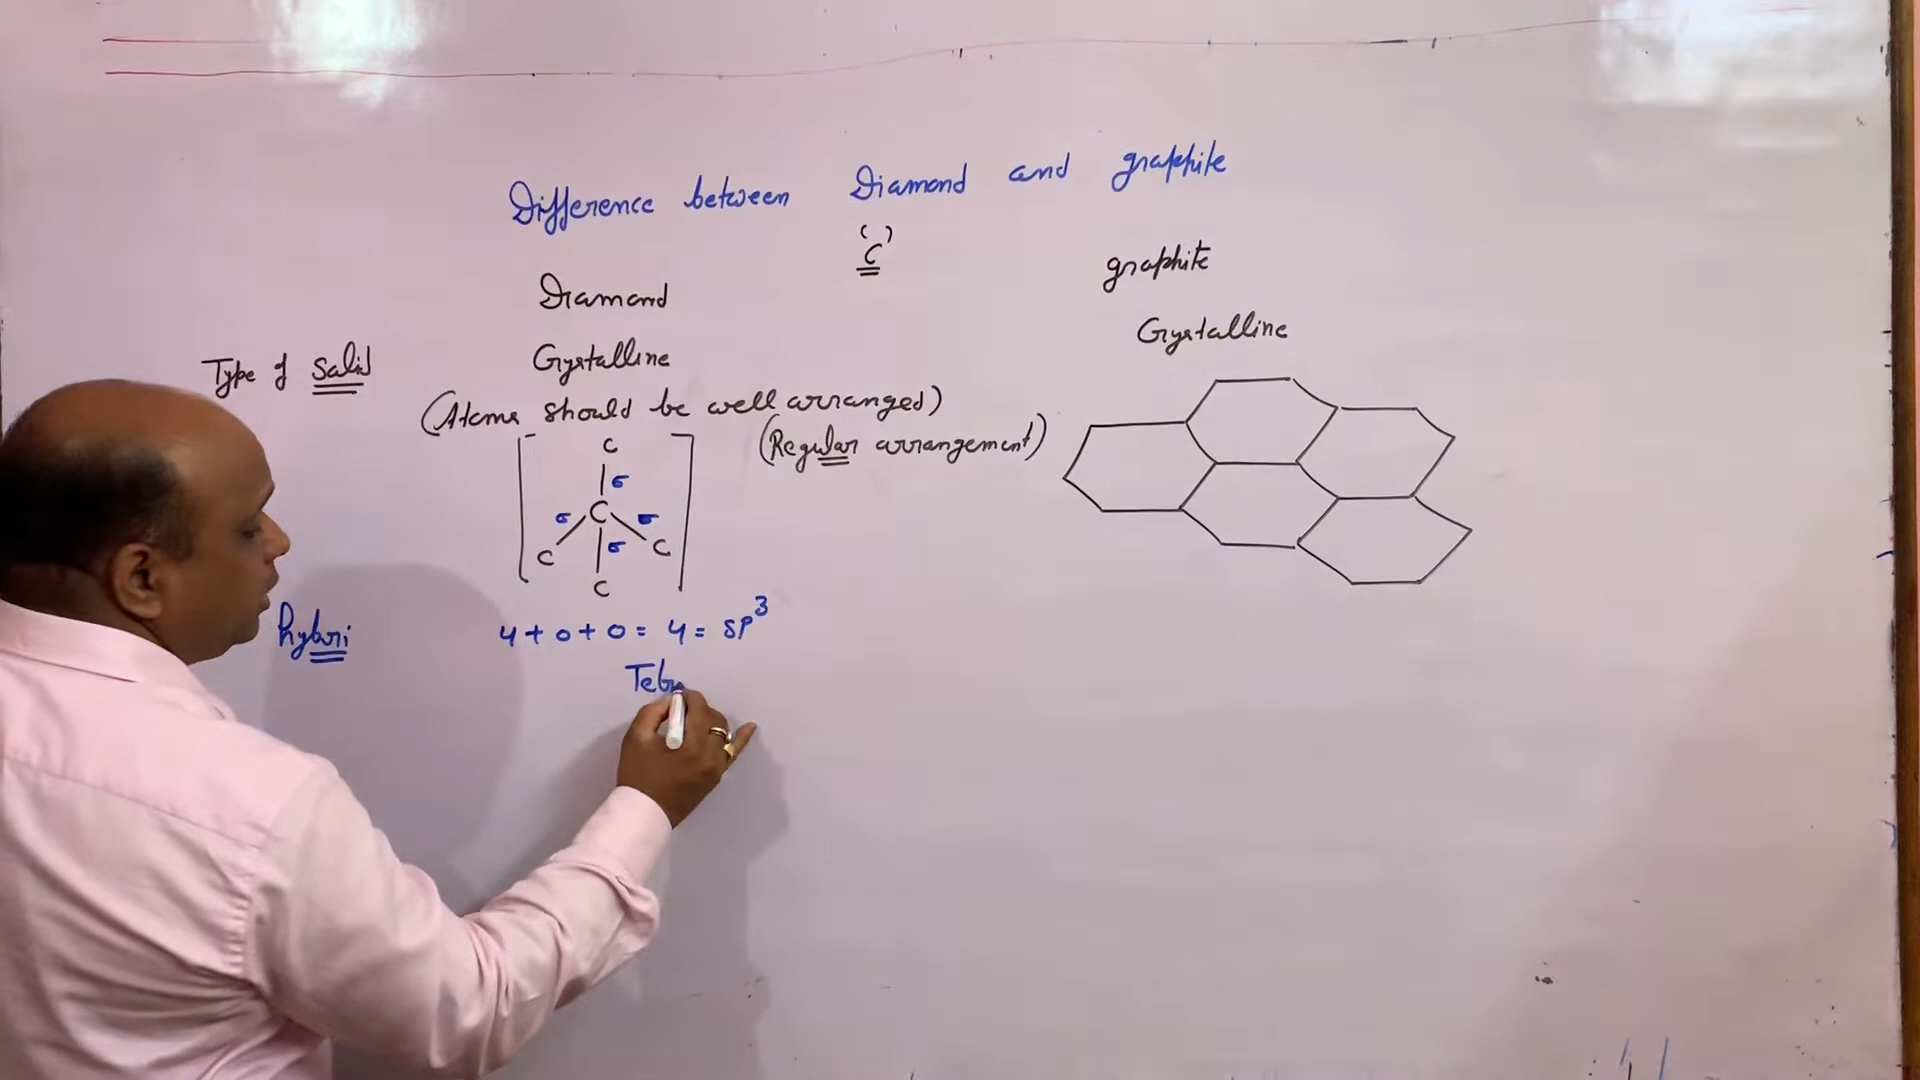 Difference between Diamond and graphite
(C)
Diamond
graphite
Type of Solid
Crystalline
Crystalline
(Atoms should be well arranged)
(Regular arrangement)
C
σ
σ C σ
C σ C
C
hybri
4 + 0 + 0 = 4 = SP³
Tetr